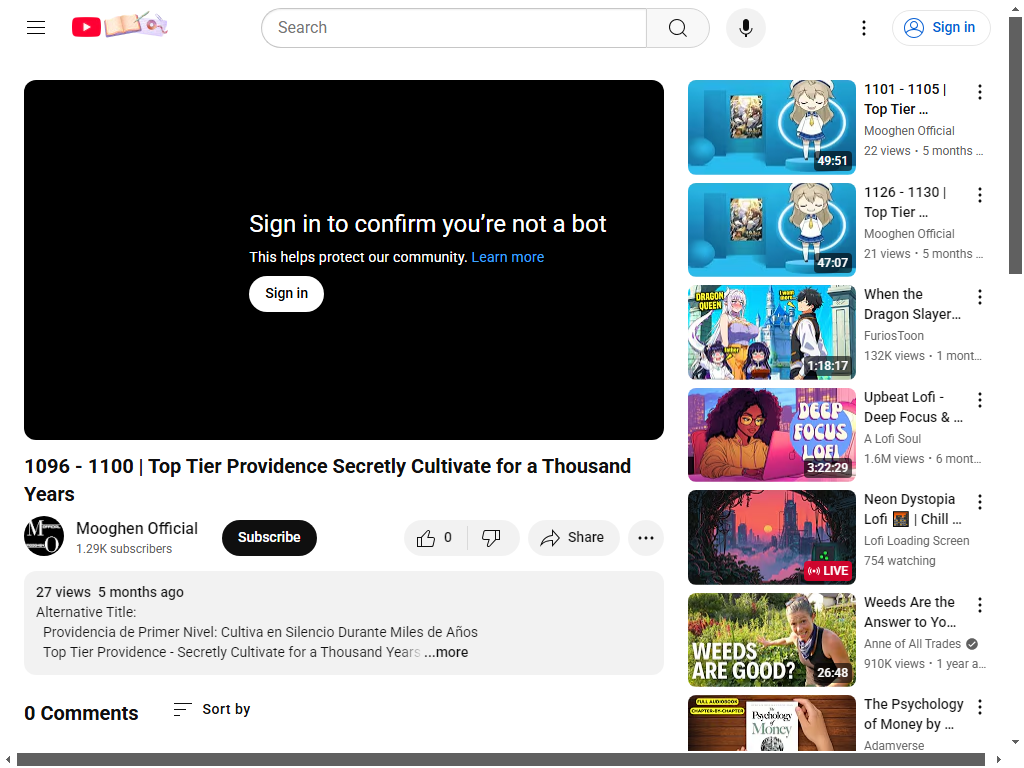 Search
Sign in
Sign in to confirm you’re not a bot
This helps protect our community. Learn more
Sign in
1096 - 1100 | Top Tier Providence Secretly Cultivate for a Thousand
Years
Mooghen Official
1.29K subscribers
Subscribe
0
Share
27 views 5 months ago
Alternative Title:
Providencia de Primer Nivel: Cultiva en Silencio Durante Miles de Años
Top Tier Providence - Secretly Cultivate for a Thousand Years ...more
0 Comments
Sort by
49:51
1101 - 1105 |
Top Tier ...
Mooghen Official
22 views • 5 months ...
47:07
1126 - 1130 |
Top Tier ...
Mooghen Official
21 views • 5 months ...
DRAGON
QUEEN
1:18:17
When the
Dragon Slayer...
FuriosToon
132K views • 1 mont...
DEEP
FOCUS
LOFI
3:22:29
Upbeat Lofi -
Deep Focus & ...
A Lofi Soul
1.6M views • 6 mont...
LIVE
Neon Dystopia
Lofi | Chill ...
Lofi Loading Screen
754 watching
WEEDS
ARE GOOD?
26:48
Weeds Are the
Answer to Yo...
Anne of All Trades
910K views • 1 year a...
FULL AUDIOBOOK
CHAPTER-BY-CHAPTER
Psychology
of Money
The Psychology
of Money by ...
Adamverse